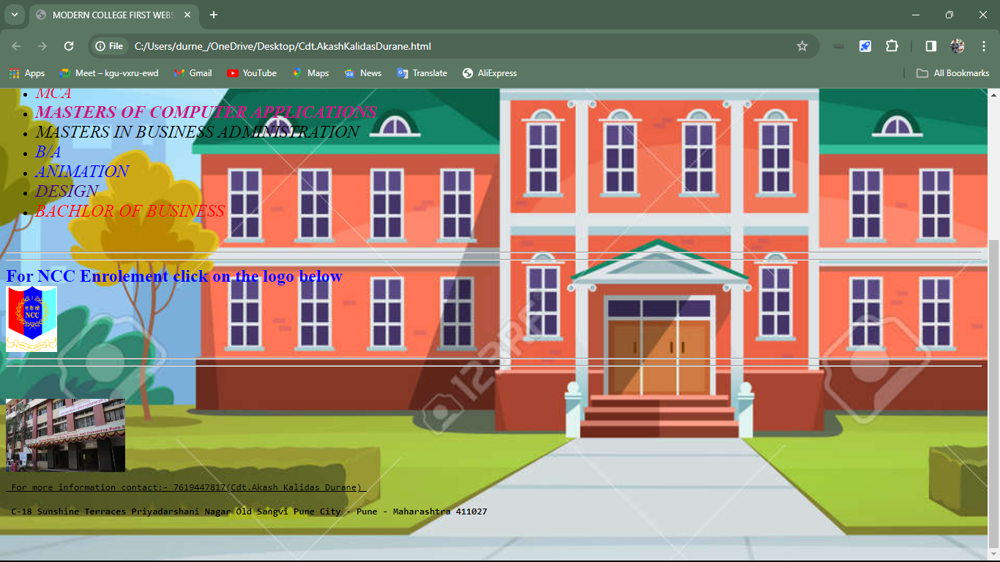 MODERN COLLEGE FIRST WEBS
File
C:/Users/durne_/OneDrive/Desktop/Cdt.AkashKalidasDurane.html
Apps
Meet – kgu-vxru-ewd
Gmail
YouTube
Maps
News
Translate
AliExpress
All Bookmarks
MCA
MASTERS OF COMPUTER APPLICATIONS
MASTERS IN BUSINESS ADMINISTRATION
B/A
ANIMATION
DESIGN
BACHLOR OF BUSINESS
For NCC Enrolement click on the logo below
NCC
123RF
For more information contact:- 7619447817(Cdt.Akash Kalidas Durane)
C-18 Sunshine Terraces Priyadarshani Nagar Old Sangvi Pune City - Pune - Maharashtra 411027